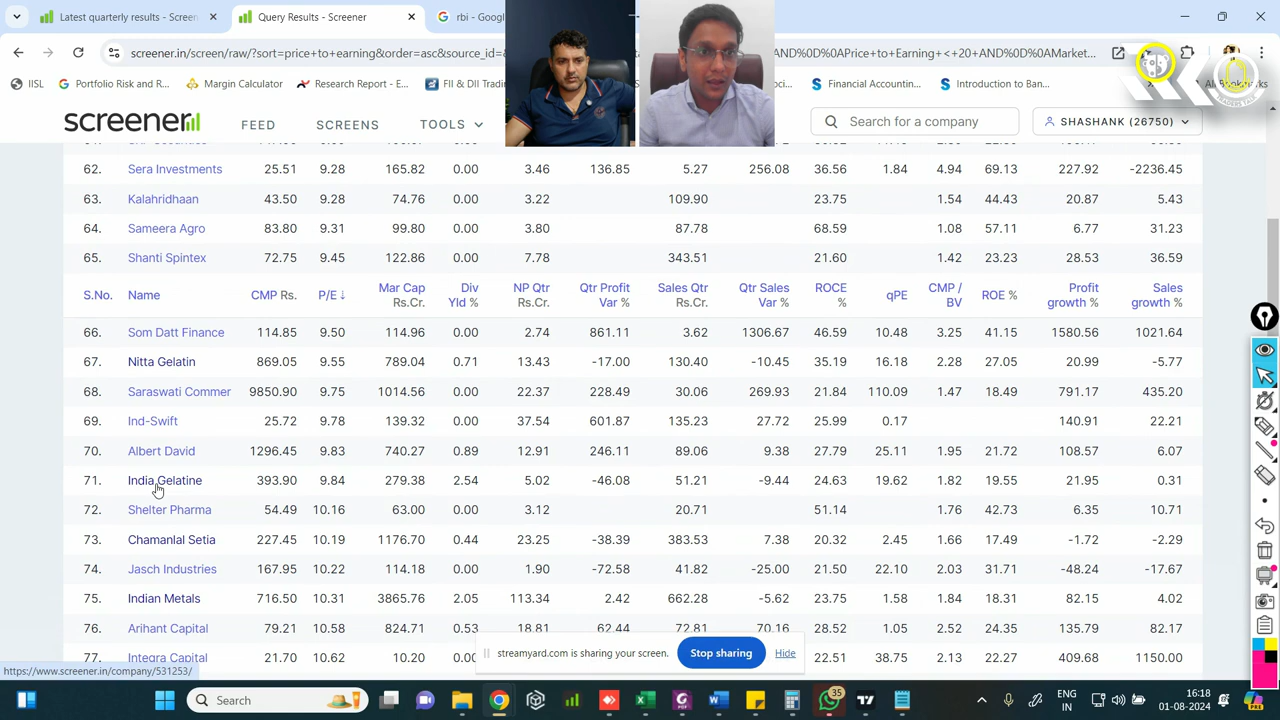 Latest quarterly results - screen
Query Results - Screener
rbi - Goog
screener.in/screen/raw/?sort=price+to+earning&order=asc&source_id=& AND%0D%0APrice+to+Earning+<+20+AND%0D%0AMarket...
IISL
Portfolio Risk & Re
Margin Calculator
Research Report - E...
FII & DII Trading
Financial Accounting...
Introduction to Ban...
All Bookmarks
TRADERS TALK
screener
FEED
SCREENS
TOOLS
Search for a company
SHASHANK (26750)
62. Sera Investments 25.51 9.28 165.82 0.00 3.46 136.85 5.27 256.08 36.56 1.84 4.94 69.13 227.92 -2236.45
63. Kalahridhaan 43.50 9.28 74.76 0.00 3.22 109.90 23.75 1.54 44.43 20.87 5.43
64. Sameera Agro 83.80 9.31 99.80 0.00 3.80 87.78 68.59 1.08 57.11 6.77 31.23
65. Shanti Spintex 72.75 9.45 122.86 0.00 7.78 343.51 21.60 1.42 23.23 28.53 36.59
S.No. Name CMP Rs. P/E↓ Mar Cap Rs.Cr. Div Yld % NP Qtr Rs.Cr. Qtr Profit Var % Sales Qtr Rs.Cr. Qtr Sales Var % ROCE % qPE CMP / BV ROE % Profit growth % Sales growth %
66. Som Datt Finance 114.85 9.50 114.96 0.00 2.74 861.11 3.62 1306.67 46.59 10.48 3.25 41.15 1580.56 1021.64
67. Nitta Gelatin 869.05 9.55 789.04 0.71 13.43 -17.00 130.40 -10.45 35.19 16.18 2.28 27.05 20.99 -5.77
68. Saraswati Commer 9850.90 9.75 1014.56 0.00 22.37 228.49 30.06 269.93 21.84 110.09 1.47 18.49 791.17 435.20
69. Ind-Swift 25.72 9.78 139.32 0.00 37.54 601.87 135.23 27.72 25.99 0.17 140.91 22.21
70. Albert David 1296.45 9.83 740.27 0.89 12.91 246.11 89.06 9.38 27.79 25.11 1.95 21.72 108.57 6.07
71. India Gelatine 393.90 9.84 279.38 2.54 5.02 -46.08 51.21 -9.44 24.63 19.62 1.82 19.55 21.95 0.31
72. Shelter Pharma 54.49 10.16 63.00 0.00 3.12 20.71 51.14 1.76 42.73 6.35 10.71
73. Chamanlal Setia 227.45 10.19 1176.70 0.44 23.25 -38.39 383.53 7.38 20.32 2.45 1.66 17.49 -1.72 -2.29
74. Jasch Industries 167.95 10.22 114.18 0.00 1.90 -72.58 41.82 -25.00 21.50 22.10 2.03 31.71 -48.24 -17.67
75. Indian Metals 716.50 10.31 3865.76 2.05 113.34 2.42 662.28 -5.62 23.75 1.58 1.84 18.31 82.15 4.02
76. Arihant Capital 79.21 10.58 824.71 0.53 18.81 62.44 72.81 70.16 28.52 1.05 2.52 24.35 135.79 82.17
77. Integra Capital 21.70 10.62 10.20 0.00 22.51 38.75 2.13 22.27 409.68 1150.00
streamyard.com is sharing your screen.
Stop sharing
Hide
https://www.screener.in/company/531253/
Search
35
ENG
IN
16:18
01-08-2024